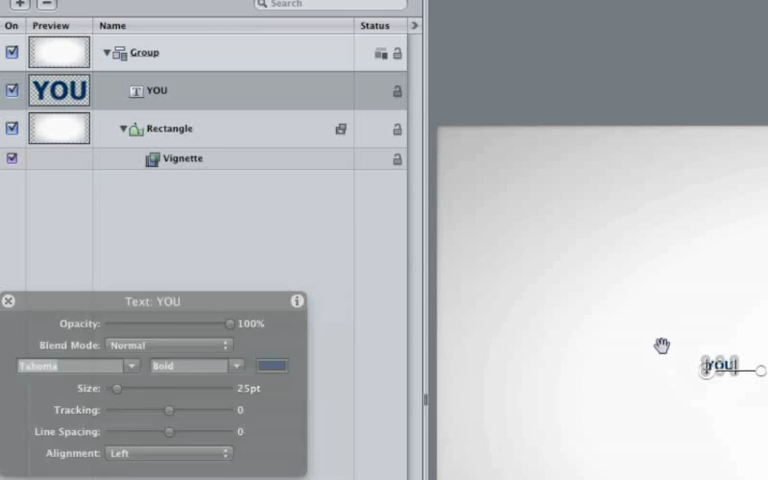 Search
On Preview Name Status
Group
YOU YOU
Rectangle
Vignette
Text: YOU
Opacity: 100%
Blend Mode: Normal
Tahoma Bold
Size: 25pt
Tracking: 0
Line Spacing: 0
Alignment: Left
YOU